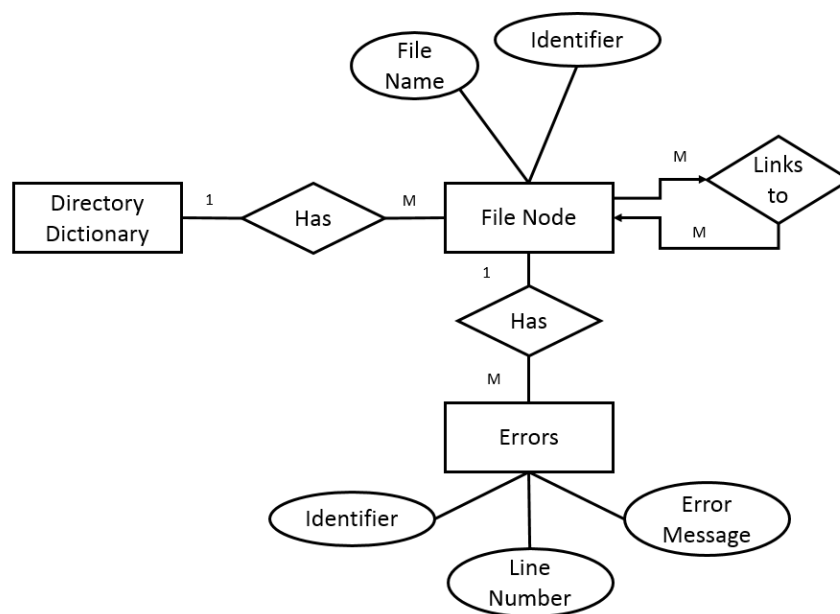 File
Name
Identifier
M
Links
to
M
Directory
Dictionary
1
Has
M
File Node
1
Has
M
Errors
Identifier
Line
Number
Error
Message